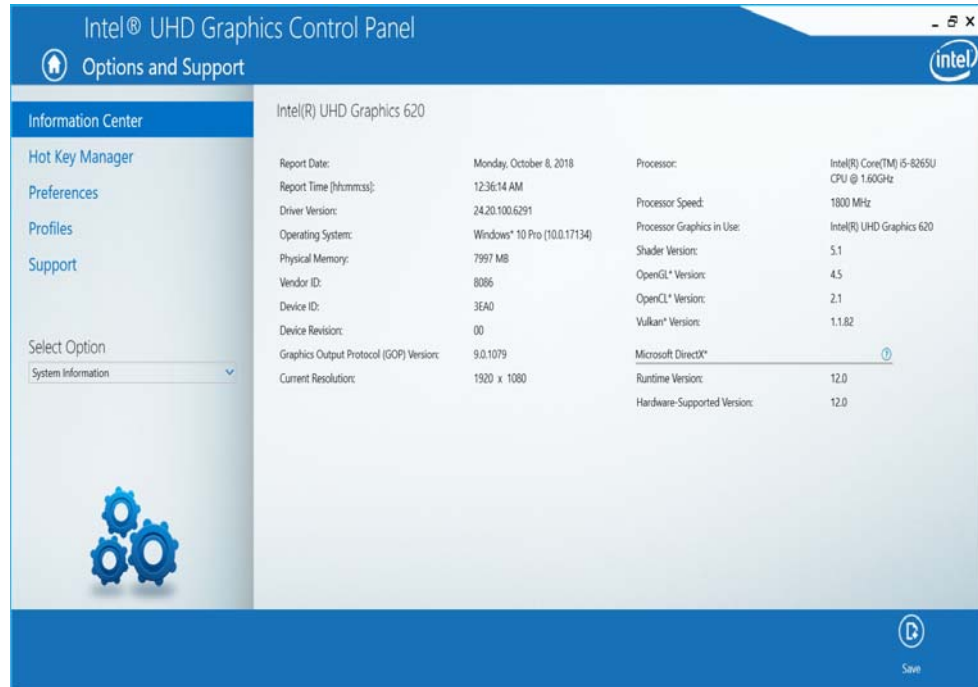 Intel® UHD Graphics Control Panel
Options and Support
intel
Information Center
Hot Key Manager
Preferences
Profiles
Support
Select Option
System Information
Intel(R) UHD Graphics 620
Report Date: Monday, October 8, 2018
Report Time [hh:mm:ss]: 12:36:14 AM
Driver Version: 24.20.100.6291
Operating System: Windows* 10 Pro (10.0.17134)
Physical Memory: 7997 MB
Vendor ID: 8086
Device ID: 3EA0
Device Revision: 00
Graphics Output Protocol (GOP) Version: 9.0.1079
Current Resolution: 1920 x 1080
Processor: Intel(R) Core(TM) i5-8265U
CPU @ 1.60GHz
Processor Speed: 1800 MHz
Processor Graphics in Use: Intel(R) UHD Graphics 620
Shader Version: 5.1
OpenGL* Version: 4.5
OpenCL* Version: 2.1
Vulkan* Version: 1.1.82
Microsoft DirectX* ?
Runtime Version: 12.0
Hardware-Supported Version: 12.0
Save